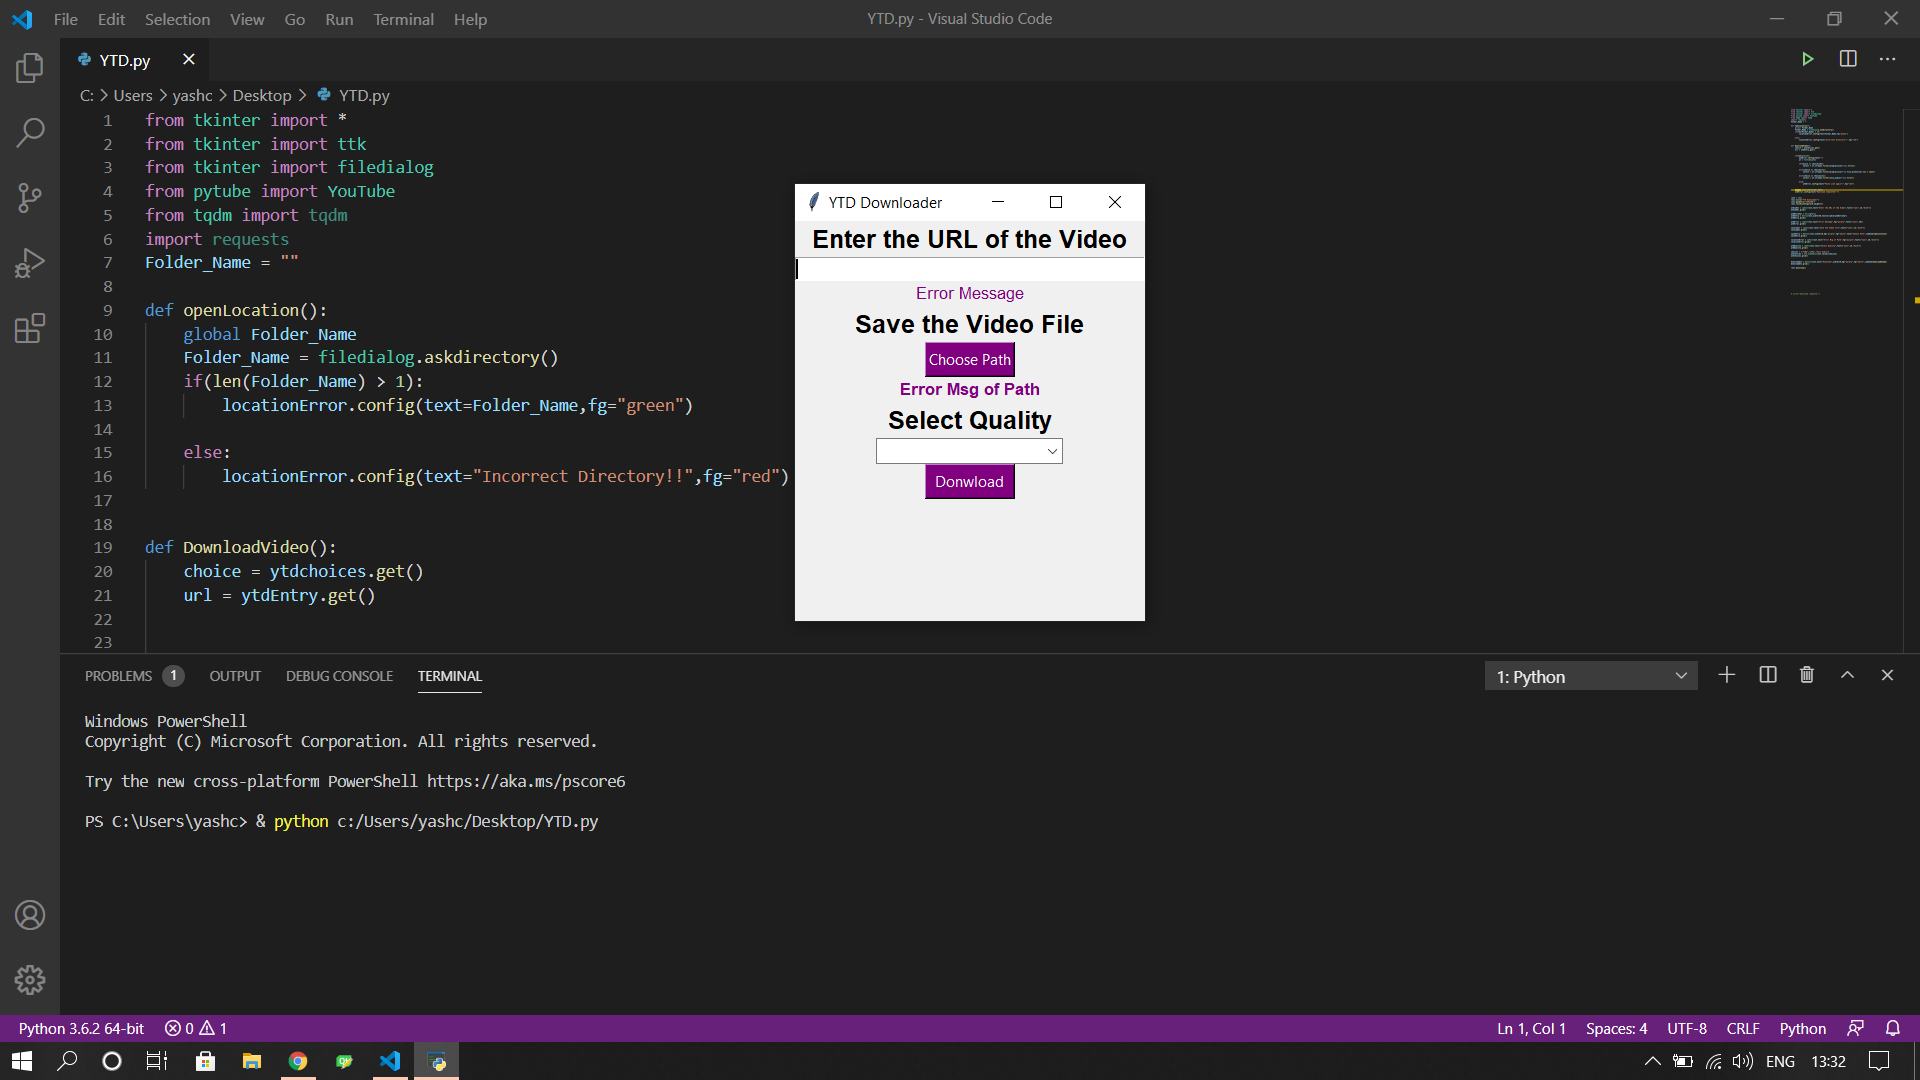 File Edit Selection View Go Run Terminal Help
YTD.py - Visual Studio Code
YTD.py
C: > Users > yashc > Desktop > YTD.py
1 from tkinter import *
2 from tkinter import ttk
3 from tkinter import filedialog
4 from pytube import YouTube
5 from tqdm import tqdm
6 import requests
7 Folder_Name = ""
8
9 def openLocation():
10 global Folder_Name
11 Folder_Name = filedialog.askdirectory()
12 if(len(Folder_Name) > 1):
13 locationError.config(text=Folder_Name,fg="green")
14
15 else:
16 locationError.config(text="Incorrect Directory!!",fg="red")
17
18
19 def DownloadVideo():
20 choice = ytdchoices.get()
21 url = ytdEntry.get()
22
23
YTD Downloader
Enter the URL of the Video
Error Message
Save the Video File
Choose Path
Error Msg of Path
Select Quality
Donwload
PROBLEMS 1 OUTPUT DEBUG CONSOLE TERMINAL
1: Python
Windows PowerShell
Copyright (C) Microsoft Corporation. All rights reserved.
Try the new cross-platform PowerShell https://aka.ms/pscore6
PS C:\Users\yashc> & python c:/Users/yashc/Desktop/YTD.py
Python 3.6.2 64-bit 0 1
Ln 1, Col 1 Spaces: 4 UTF-8 CRLF Python
ENG 13:32